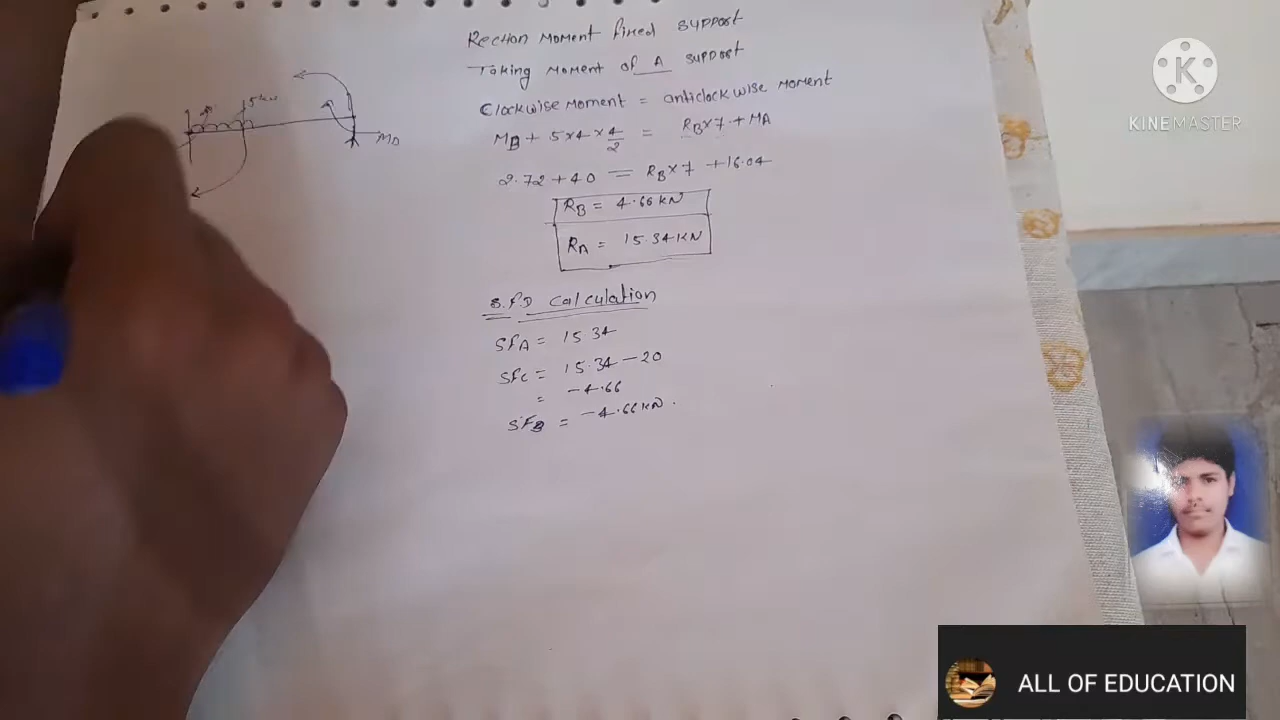 Rection Moment fixed support
Taking Moment of A support
Clockwise Moment = anticlockwise Moment
MB + 5×4×4/2 = RB×7+MA
2.72+40 = RB×7 +16.04
RB = 4.66 KN
RA = 15.34 KN
S.F.D Calculation
SFA = 15.34
SFC = 15.34-20
= -4.66
SFB = -4.66 KN.
5 KN
KINEMASTER
ALL OF EDUCATION